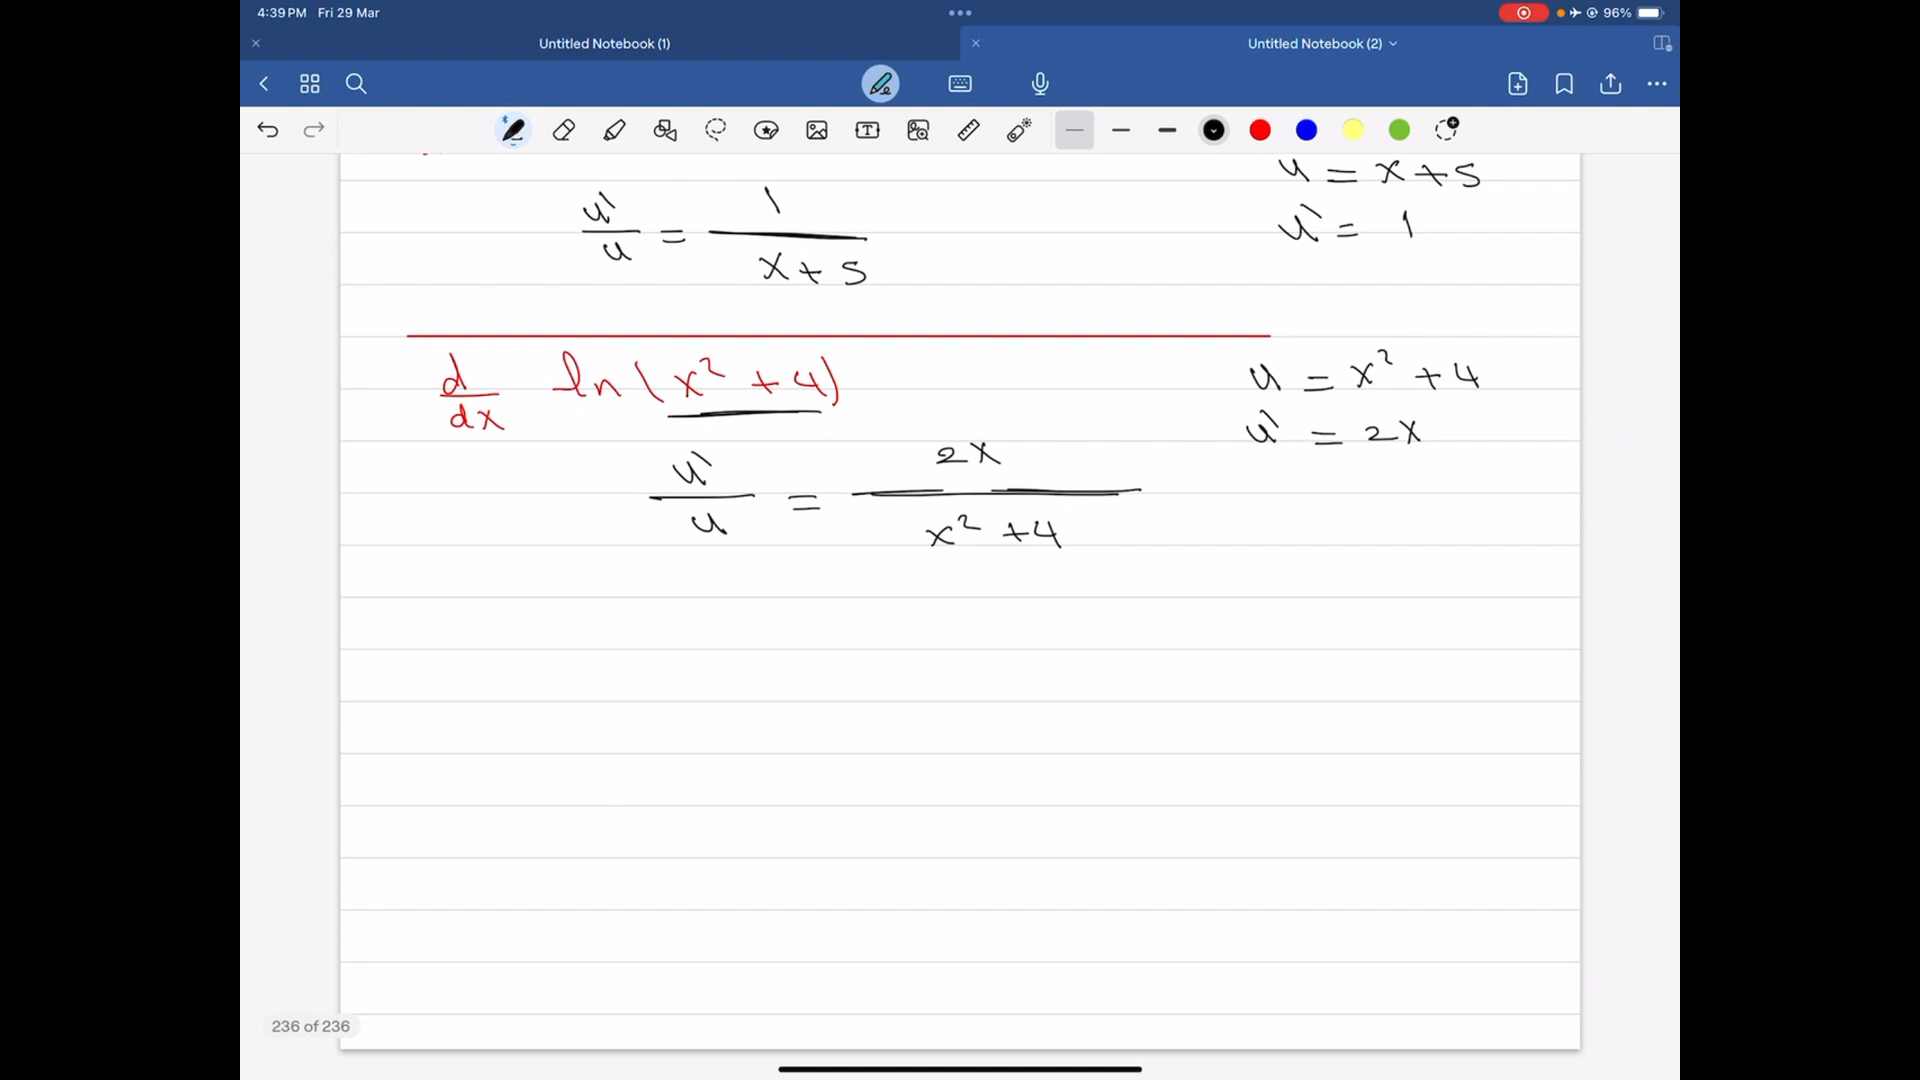 4:39 PM Fri 29 Mar
96%
Untitled Notebook (1)
Untitled Notebook (2)
u = x + 5
u' / u = 1 / x + 5
u' = 1
d/dx ln(x² + 4)
u = x² + 4
u' = 2x
u' / u = 2x / x² + 4
236 of 236